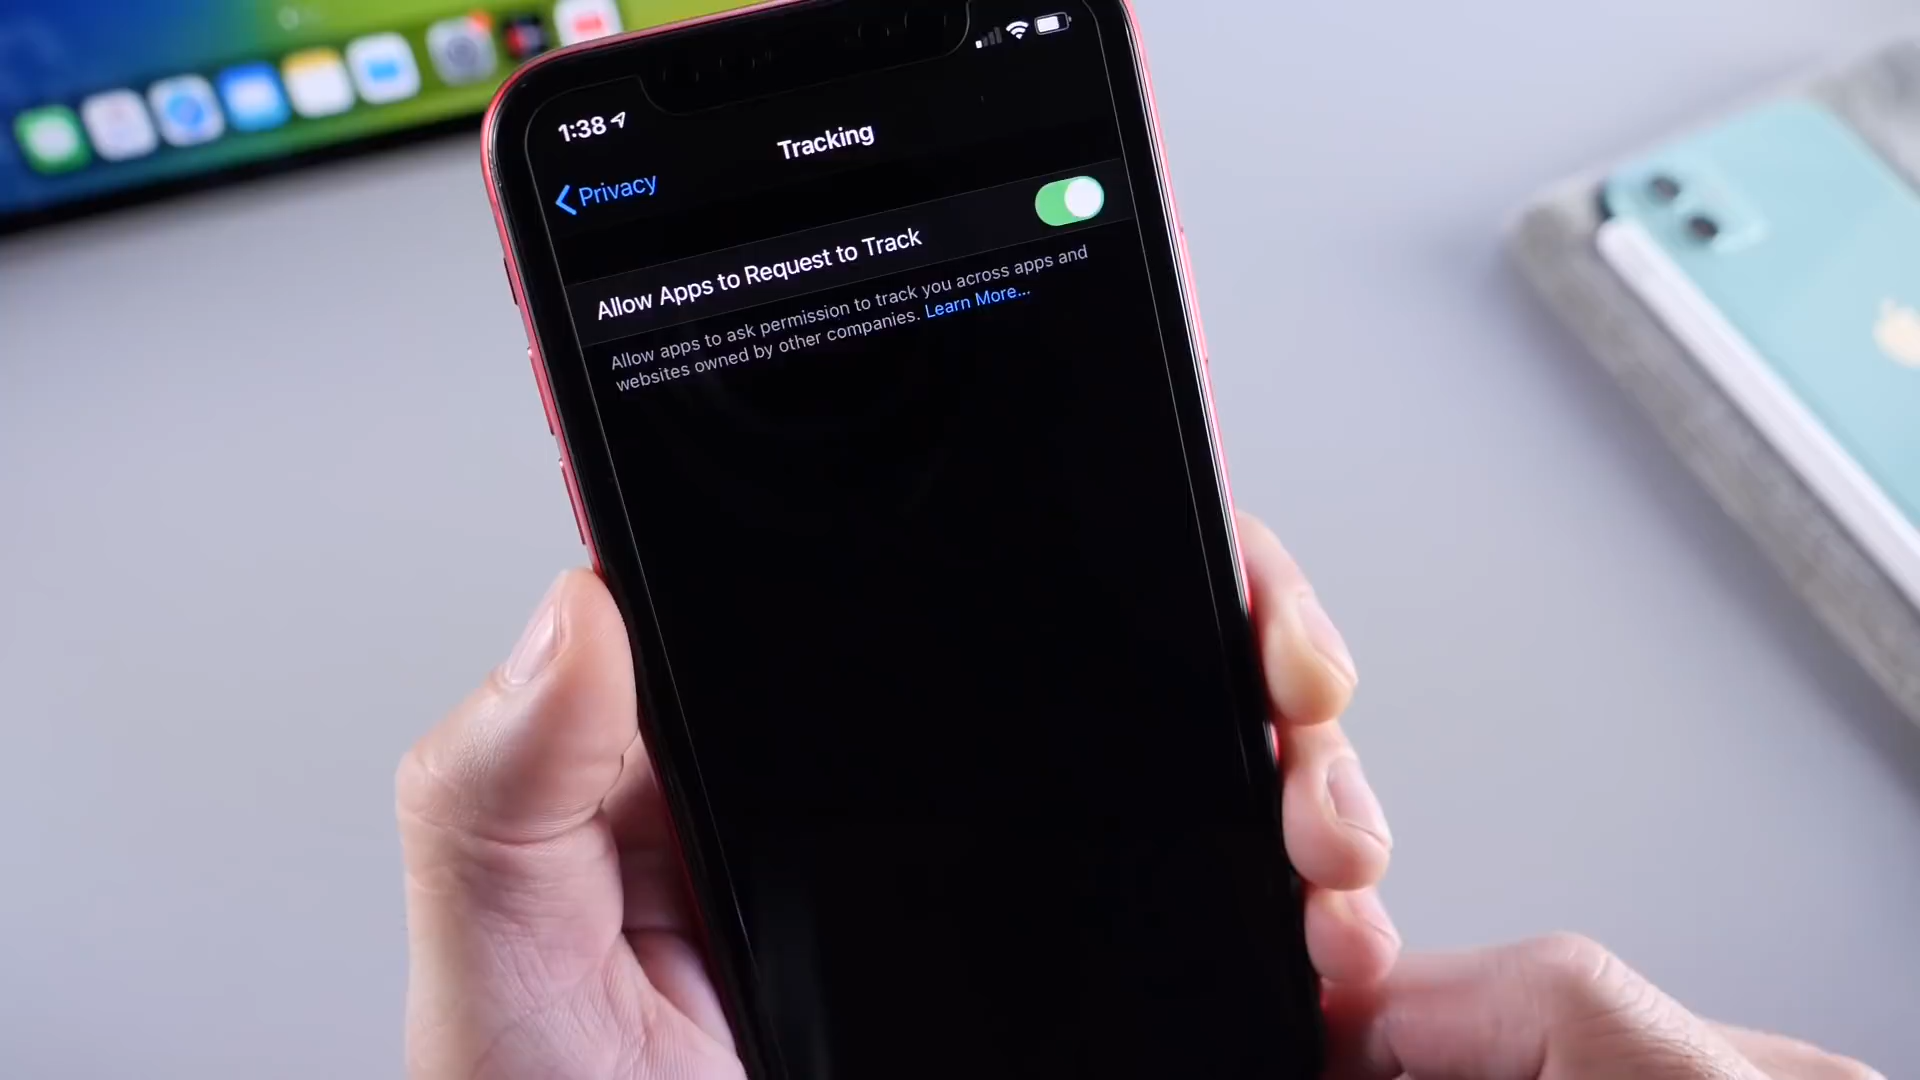 1:38
Tracking
Privacy
Allow Apps to Request to Track
Allow apps to ask permission to track you across apps and
websites owned by other companies. Learn More...